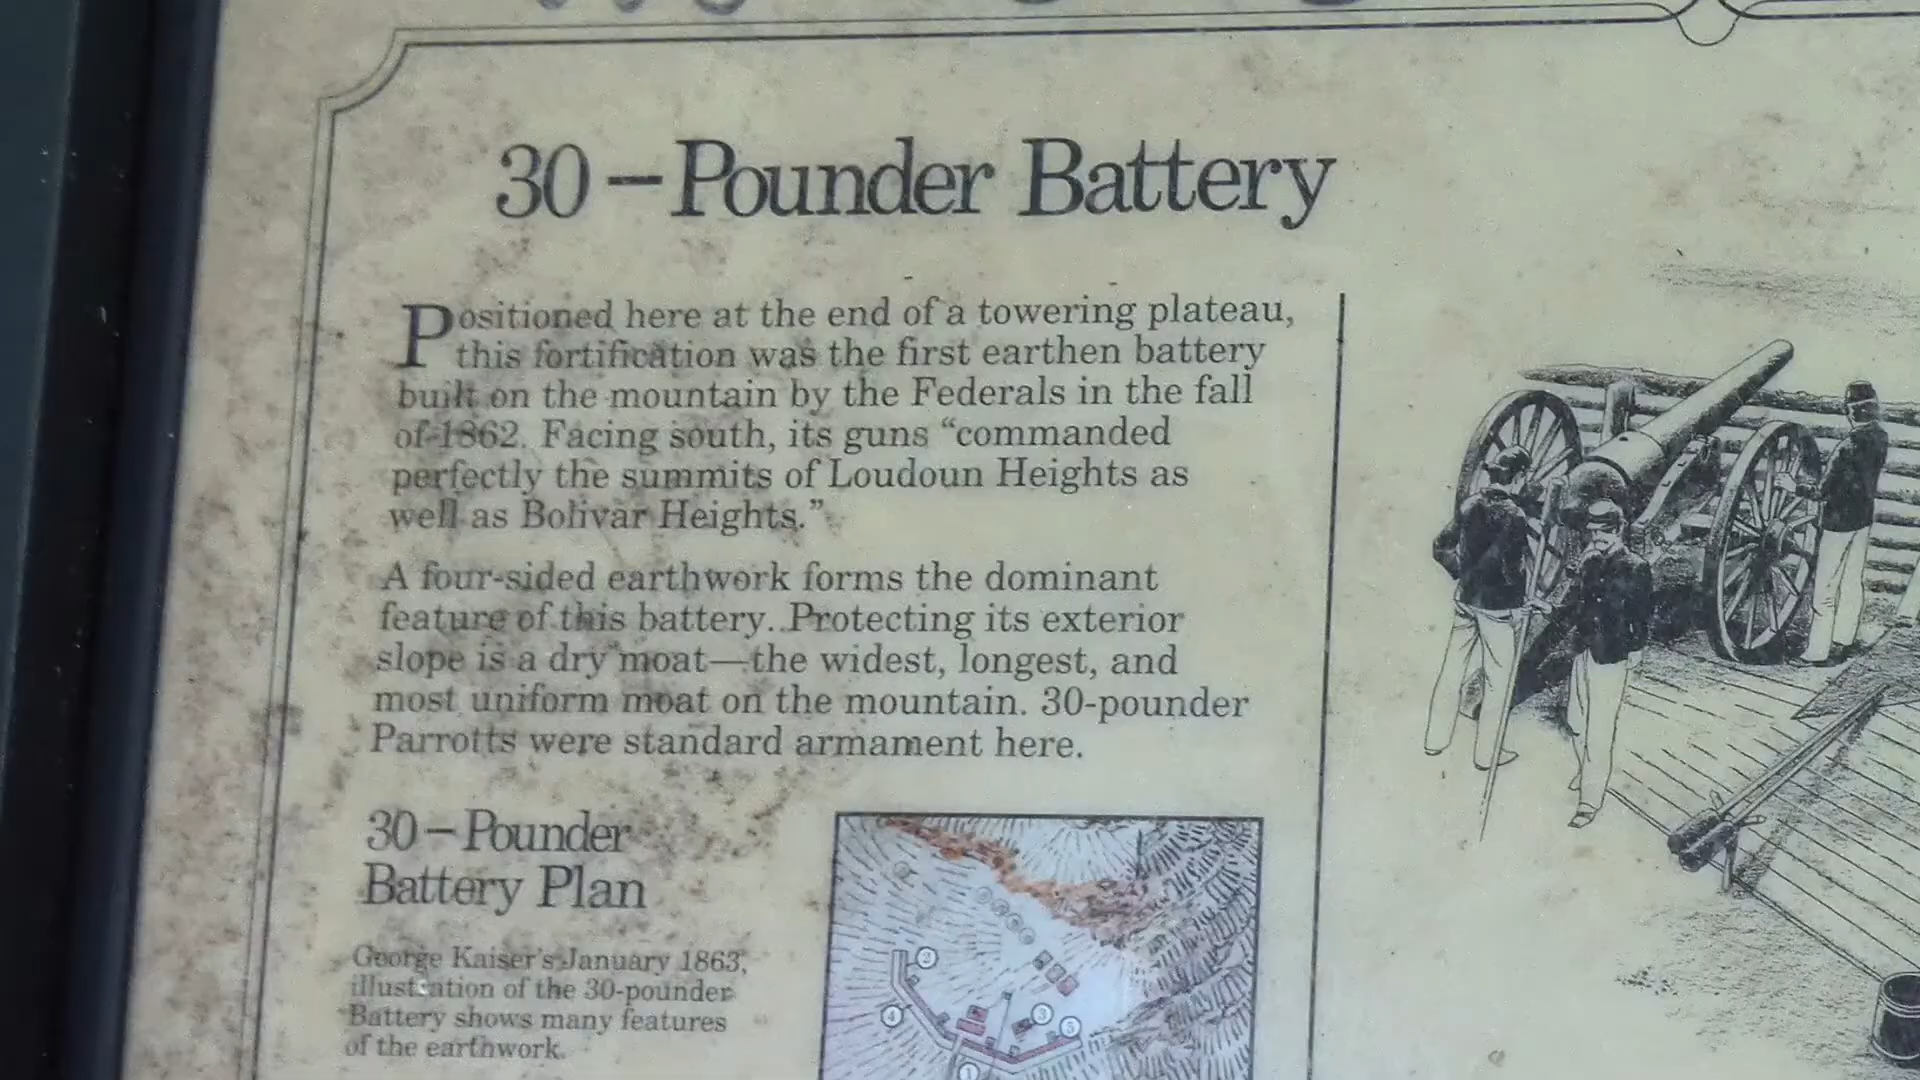 30-Pounder Battery
Positioned here at the end of a towering plateau,
this fortification was the first earthen battery
built on the mountain by the Federals in the fall
of 1862. Facing south, its guns “commanded
perfectly the summits of Loudoun Heights as
well as Bolivar Heights.”
A four-sided earthwork forms the dominant
feature of this battery. Protecting its exterior
slope is a dry moat—the widest, longest, and
most uniform moat on the mountain. 30-pounder
Parrotts were standard armament here.
30-Pounder
Battery Plan
George Kaiser's January 1863,
illustration of the 30-pounder
Battery shows many features
of the earthwork.
2
4
3
5
1